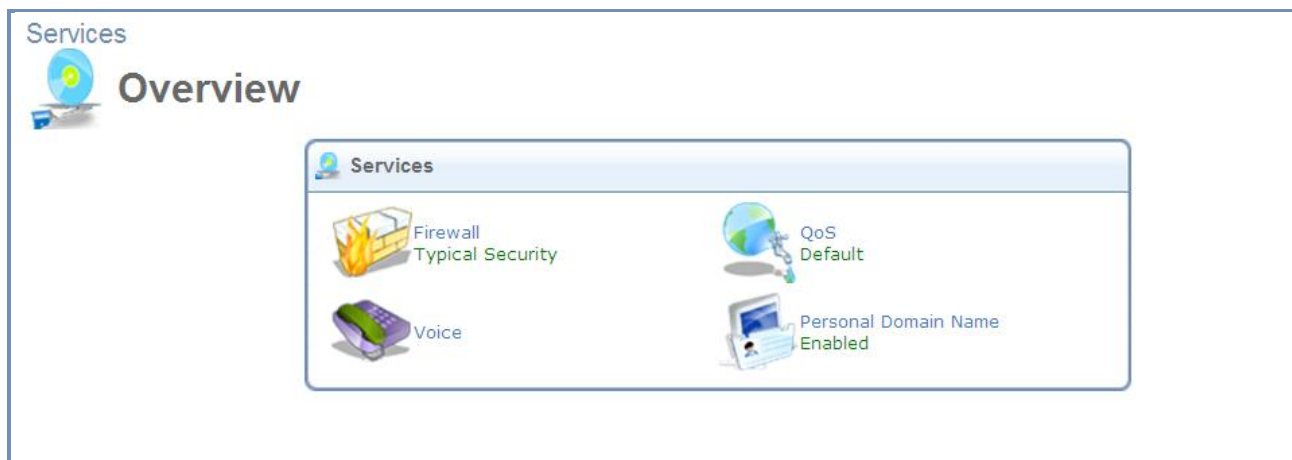 Services
Overview
Services
Firewall
Typical Security
QoS
Default
Voice
Personal Domain Name
Enabled